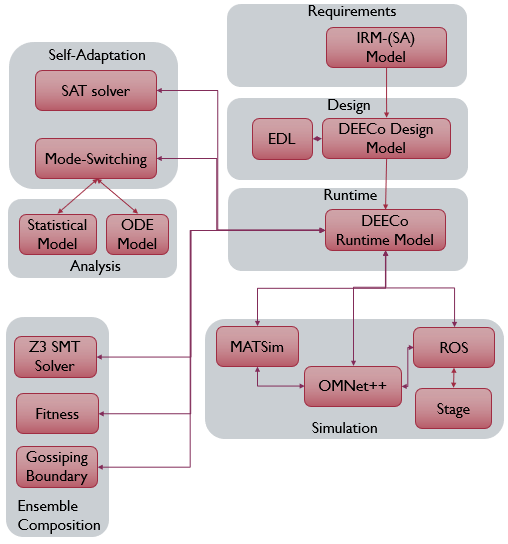 Requirements
IRM-(SA)
Model
Self-Adaptation
SAT solver
Mode-Switching
Design
EDL
DEECo Design
Model
Runtime
DEECo
Runtime Model
Statistical
Model
ODE
Model
Analysis
Z3 SMT
Solver
Fitness
Gossiping
Boundary
Ensemble
Composition
MATSim
OMNet++
ROS
Stage
Simulation